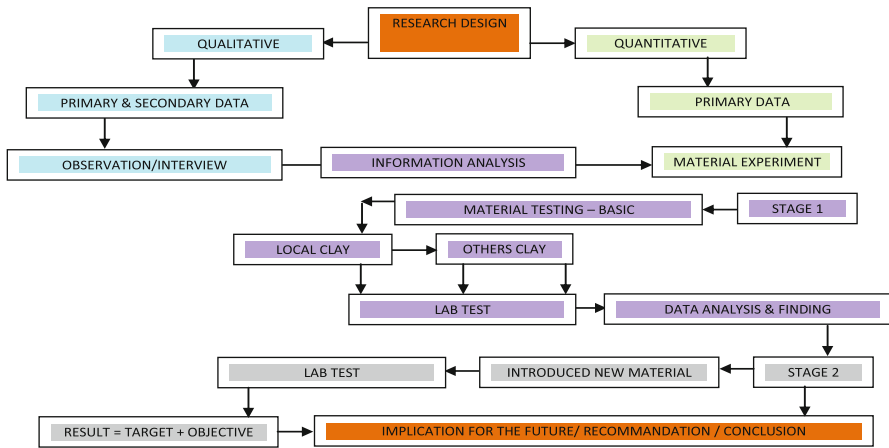 RESEARCH DESIGN
QUALITATIVE
QUANTITATIVE
PRIMARY & SECONDARY DATA
PRIMARY DATA
OBSERVATION/INTERVIEW
INFORMATION ANALYSIS
MATERIAL EXPERIMENT
MATERIAL TESTING – BASIC
STAGE 1
LOCAL CLAY
OTHERS CLAY
LAB TEST
DATA ANALYSIS & FINDING
LAB TEST
INTRODUCED NEW MATERIAL
STAGE 2
RESULT = TARGET + OBJECTIVE
IMPLICATION FOR THE FUTURE/ RECOMMANDATION / CONCLUSION